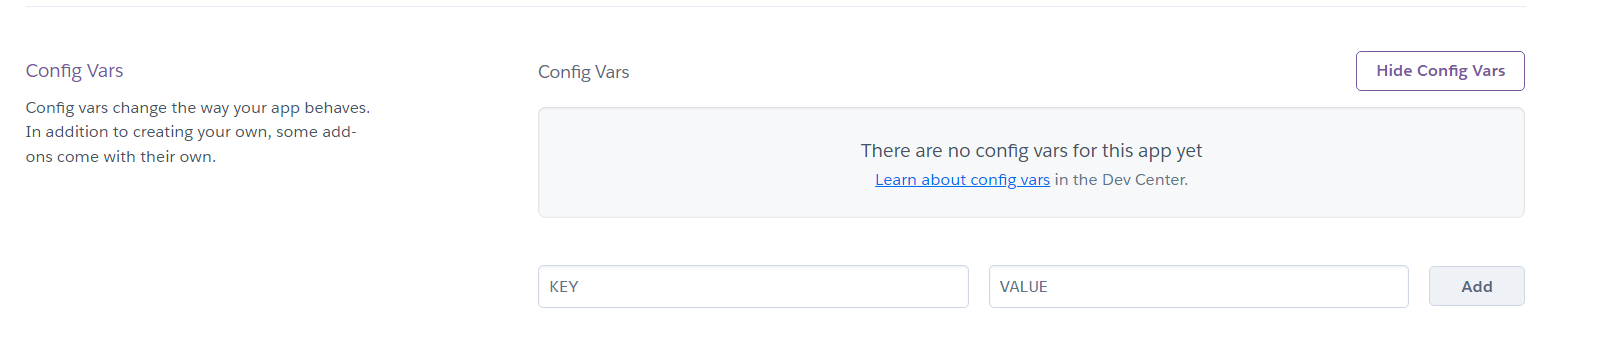 Config Vars
Config vars change the way your app behaves.
In addition to creating your own, some add-
ons come with their own.
Config Vars
Hide Config Vars
There are no config vars for this app yet
Learn about config vars in the Dev Center.
KEY
VALUE
Add